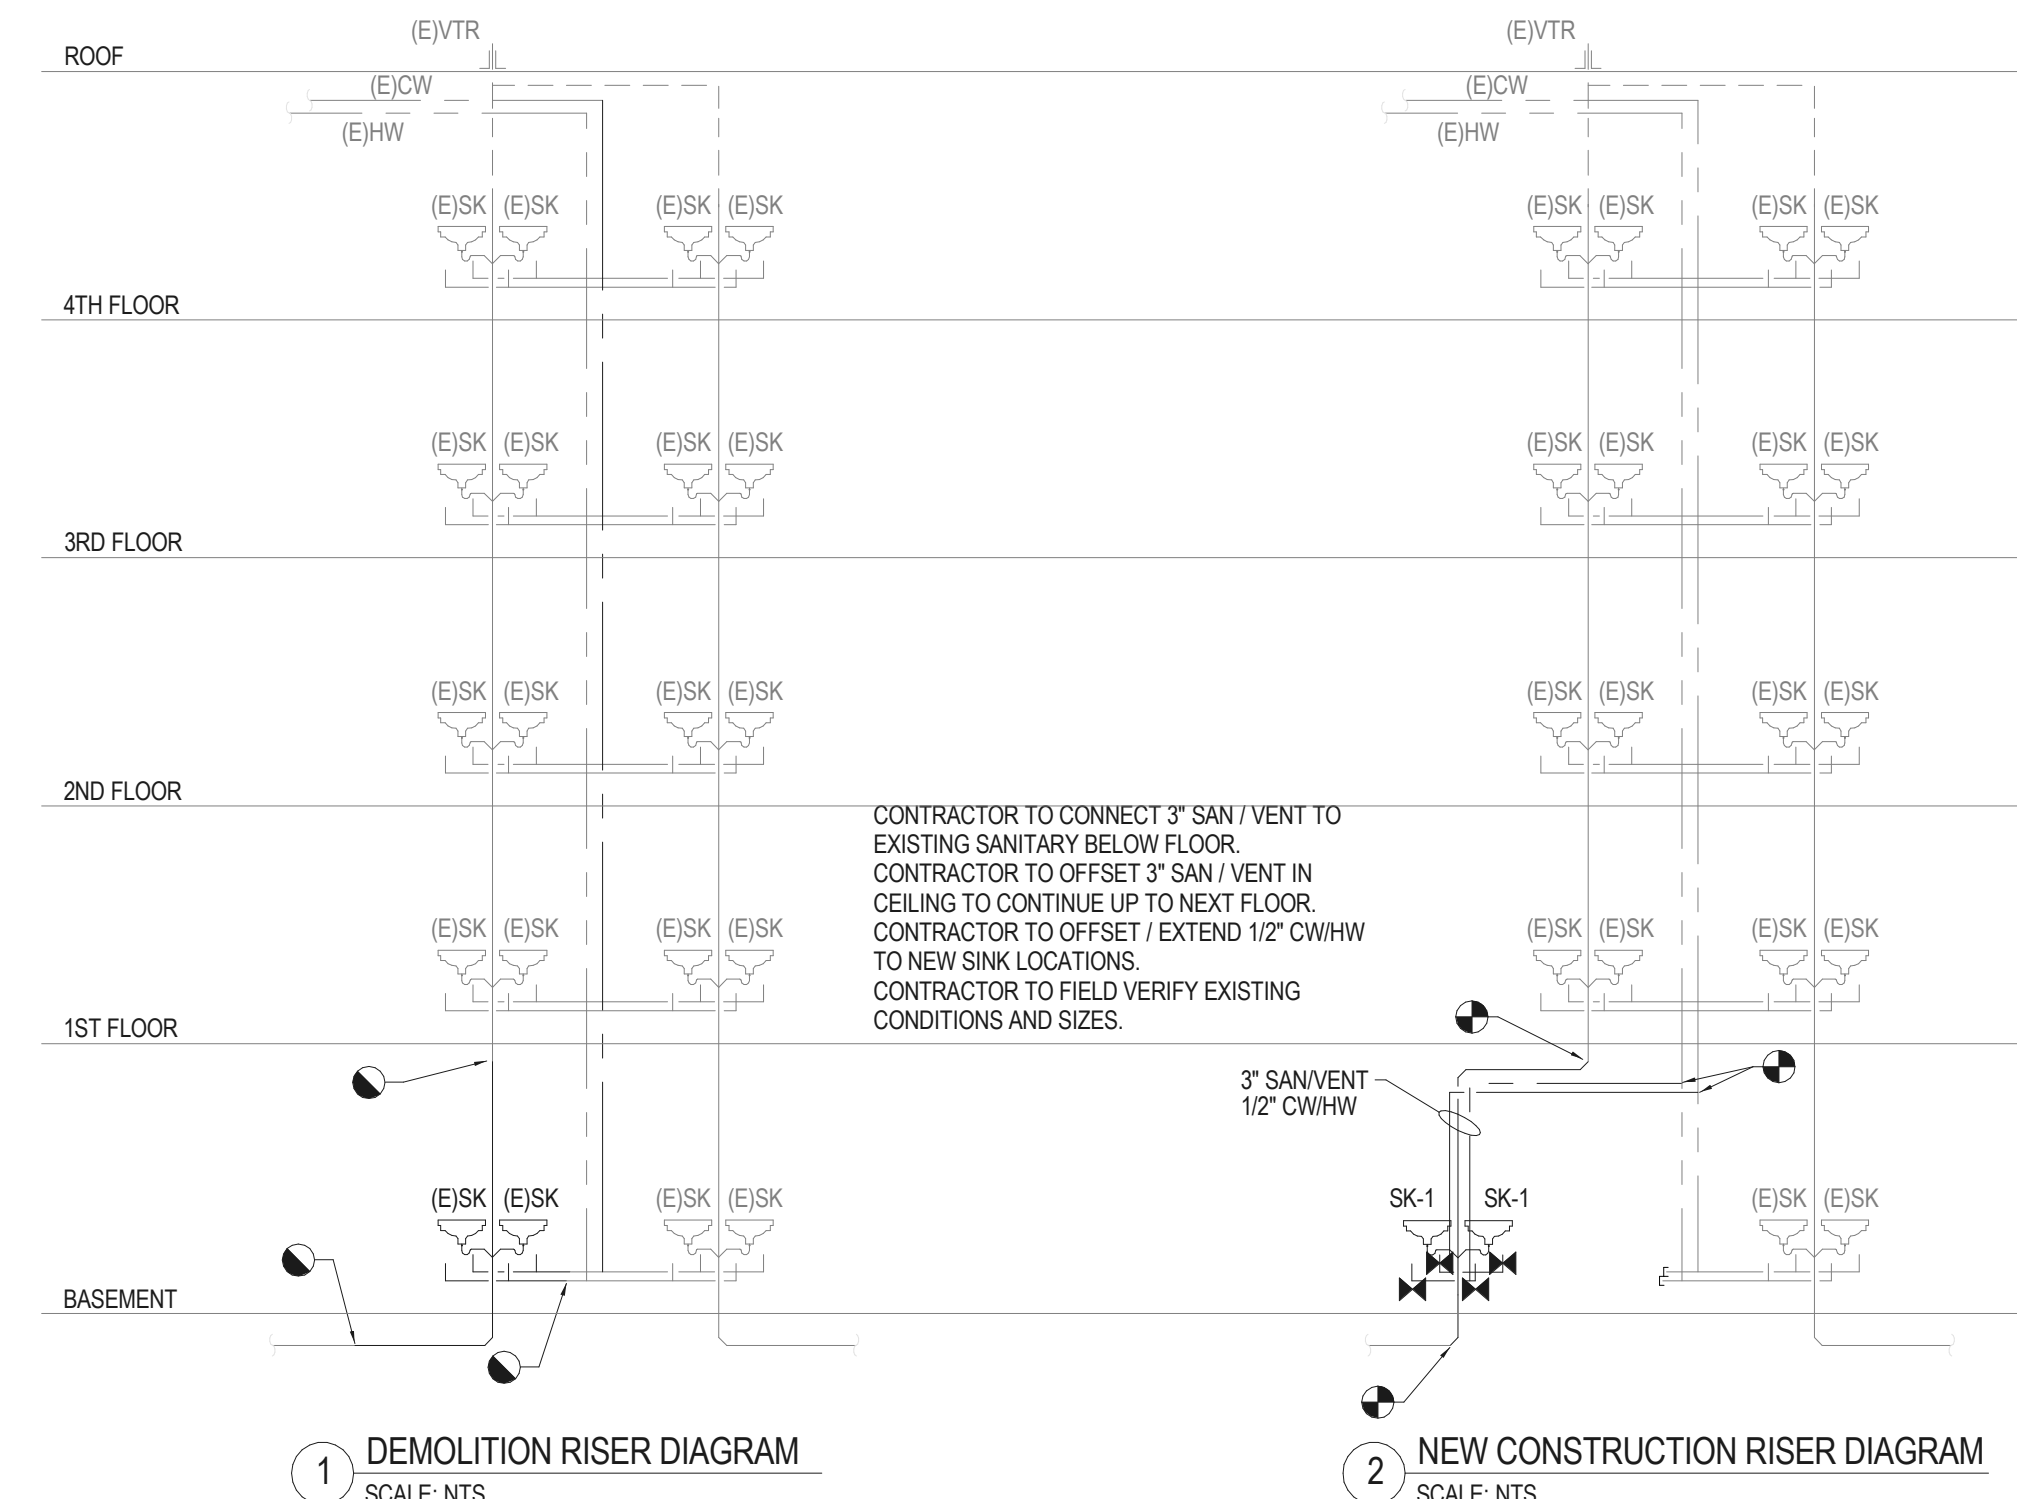 (E)VTR (E)VTR
ROOF
(E)CW (E)CW
(E)HW (E)HW
(E)SK (E)SK (E)SK (E)SK (E)SK (E)SK (E)SK (E)SK
4TH FLOOR
(E)SK (E)SK (E)SK (E)SK (E)SK (E)SK (E)SK (E)SK
3RD FLOOR
(E)SK (E)SK (E)SK (E)SK (E)SK (E)SK (E)SK (E)SK
2ND FLOOR
CONTRACTOR TO CONNECT 3" SAN / VENT TO
EXISTING SANITARY BELOW FLOOR.
CONTRACTOR TO OFFSET 3" SAN / VENT IN
CEILING TO CONTINUE UP TO NEXT FLOOR.
CONTRACTOR TO OFFSET / EXTEND 1/2" CW/HW
TO NEW SINK LOCATIONS.
CONTRACTOR TO FIELD VERIFY EXISTING
CONDITIONS AND SIZES.
(E)SK (E)SK (E)SK (E)SK (E)SK (E)SK (E)SK (E)SK
1ST FLOOR
3" SAN/VENT
1/2" CW/HW
(E)SK (E)SK (E)SK (E)SK SK-1 SK-1 (E)SK (E)SK
BASEMENT
1 DEMOLITION RISER DIAGRAM
SCALE: NTS
2 NEW CONSTRUCTION RISER DIAGRAM
SCALE: NTS